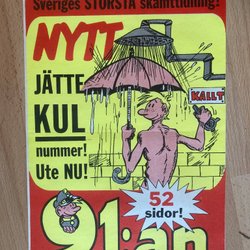 Sveriges STÖRSTA skämttidning!
NYTT
JÄTTE
KUL
nummer!
Ute NU!
KALLT
52
sidor!
91:an